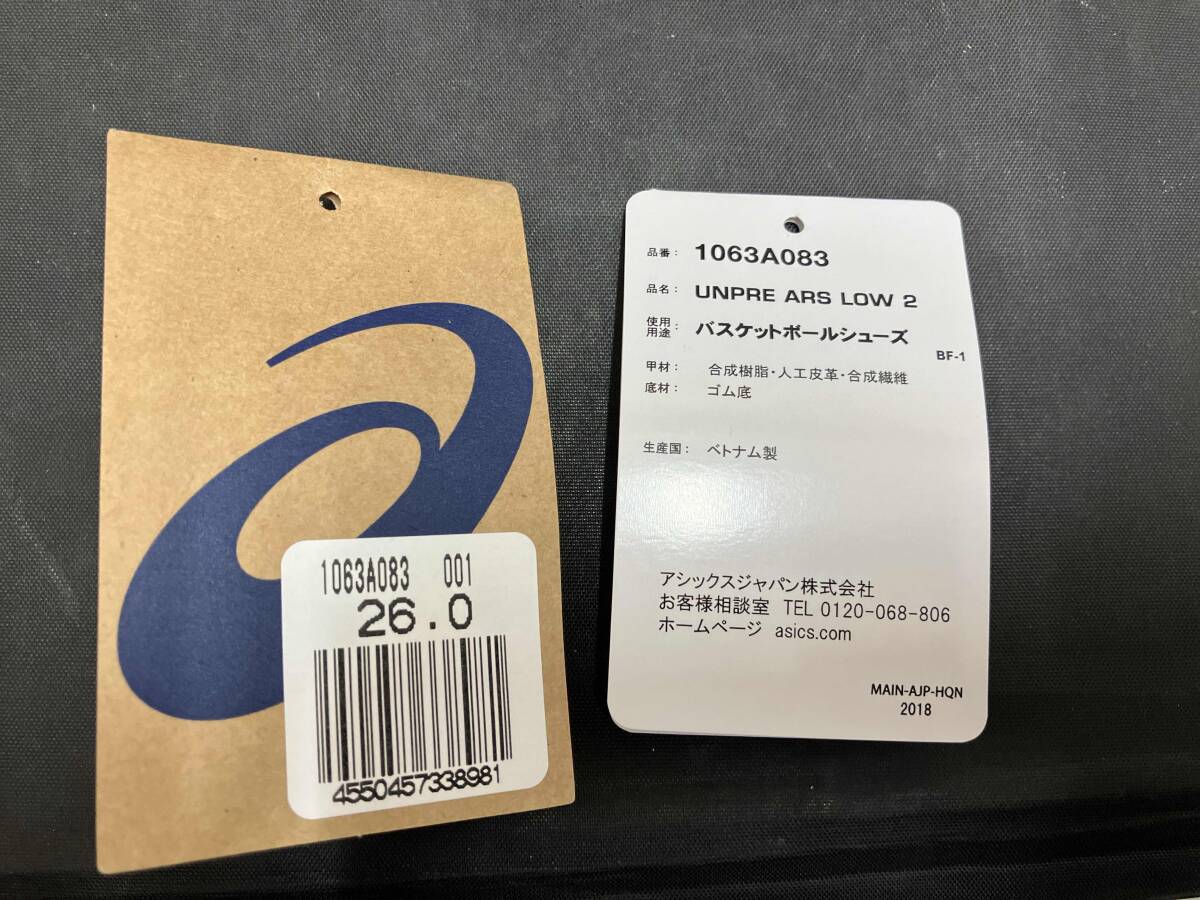 1063A083 001
26.0
4550457338981
品番: 1063A083
品名: UNPRE ARS LOW 2
使用用途: バスケットボールシューズ
BF-1
甲材: 合成樹脂・人工皮革・合成繊維
底材: ゴム底
生産国: ベトナム製
アシックスジャパン株式会社
お客様相談室 TEL 0120-068-806
ホームページ asics.com
MAIN-AJP-HQN
2018